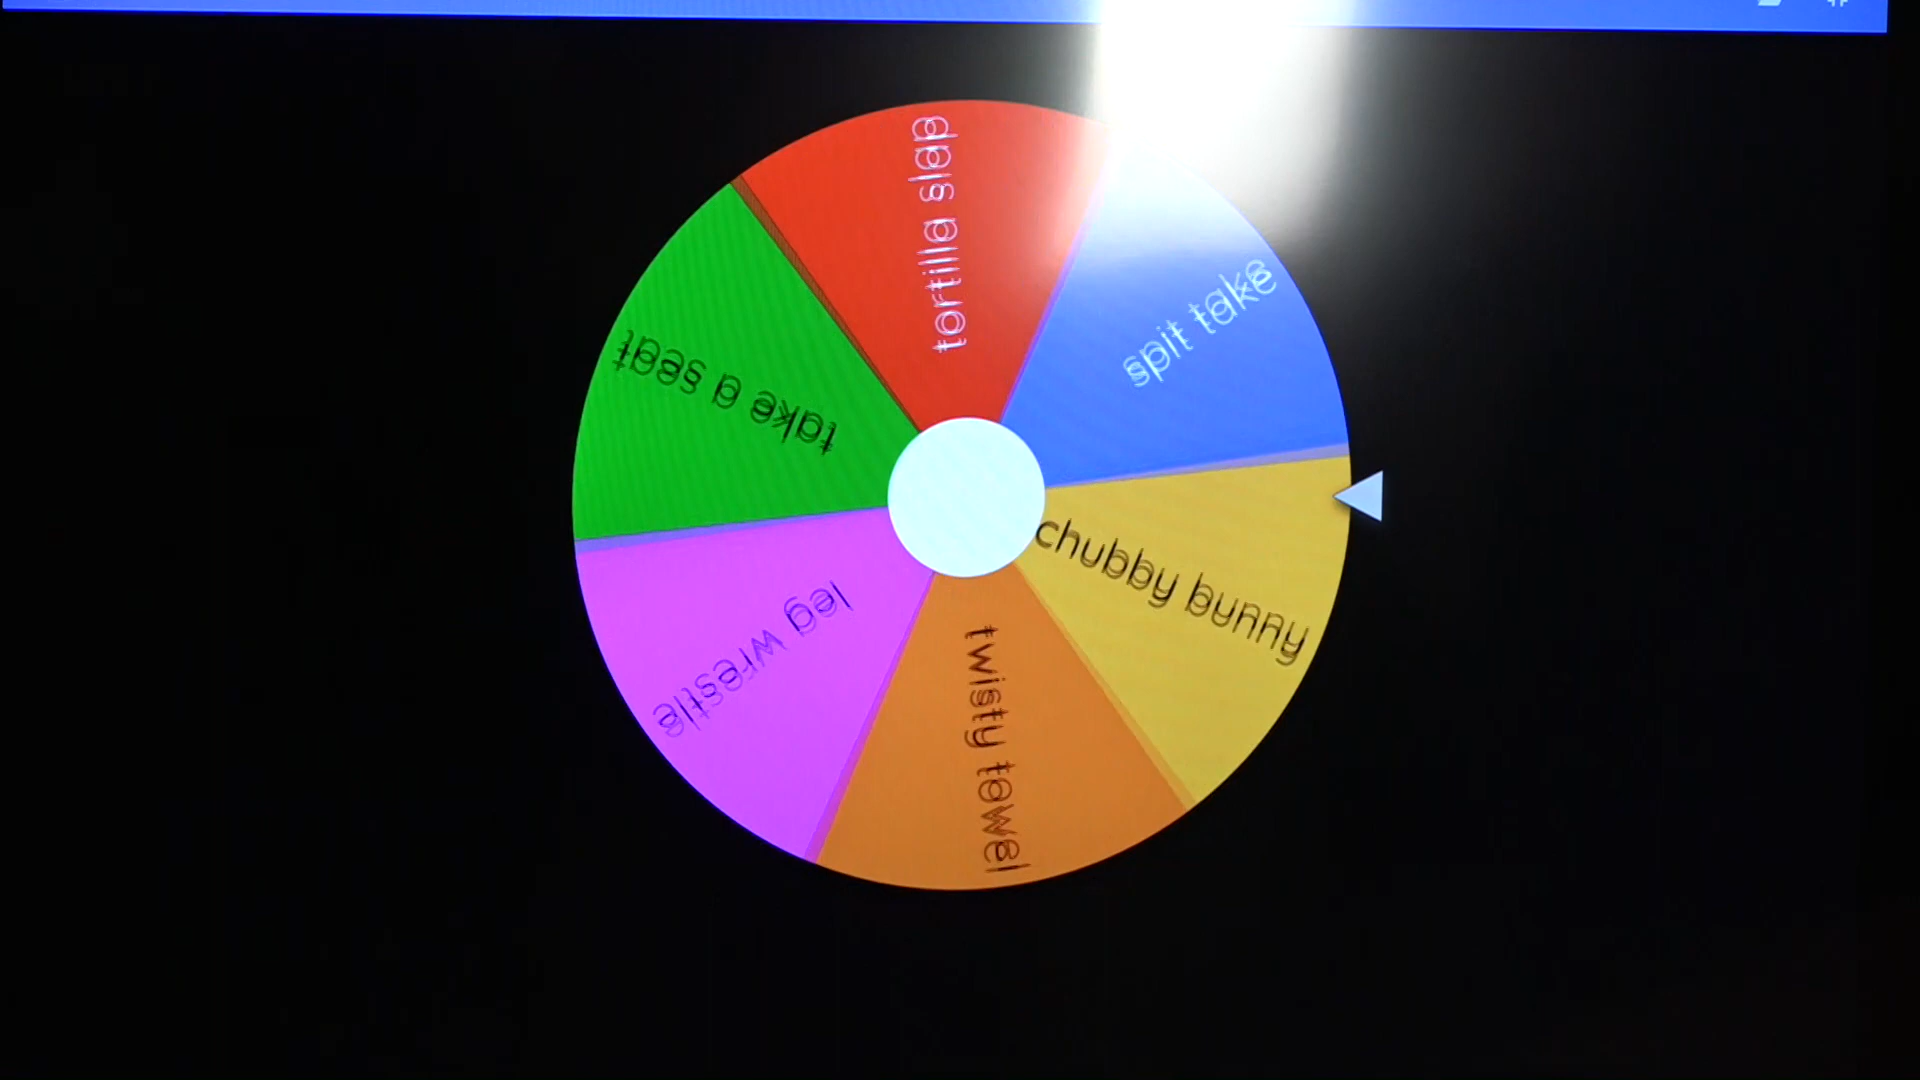 tortilla slap
spit take
chubby bunny
twisty towel
leg wrestle
take a seat